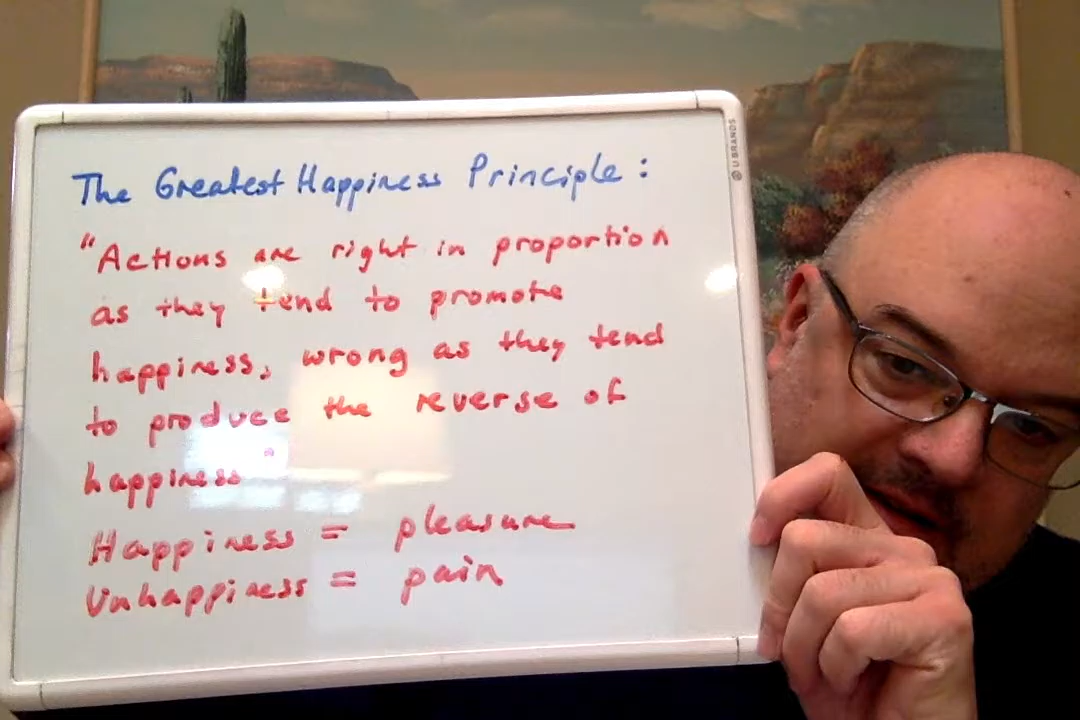 The Greatest Happiness Principle:
"Actions are right in proportion
as they tend to promote
happiness, wrong as they tend
to produce the reverse of
happiness"
Happiness = pleasure
Unhappiness = pain
U BRANDS